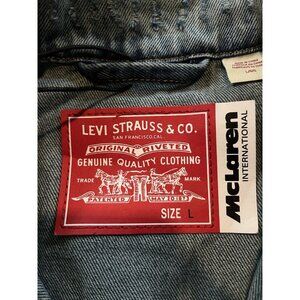 LEVI STRAUSS & CO.
SAN FRANCISCO, CAL.
ORIGINAL RIVETED
GENUINE QUALITY CLOTHING
TRADE MARK
PATENTED MAY 20 187
SIZE L
McLaren
INTERNATIONAL